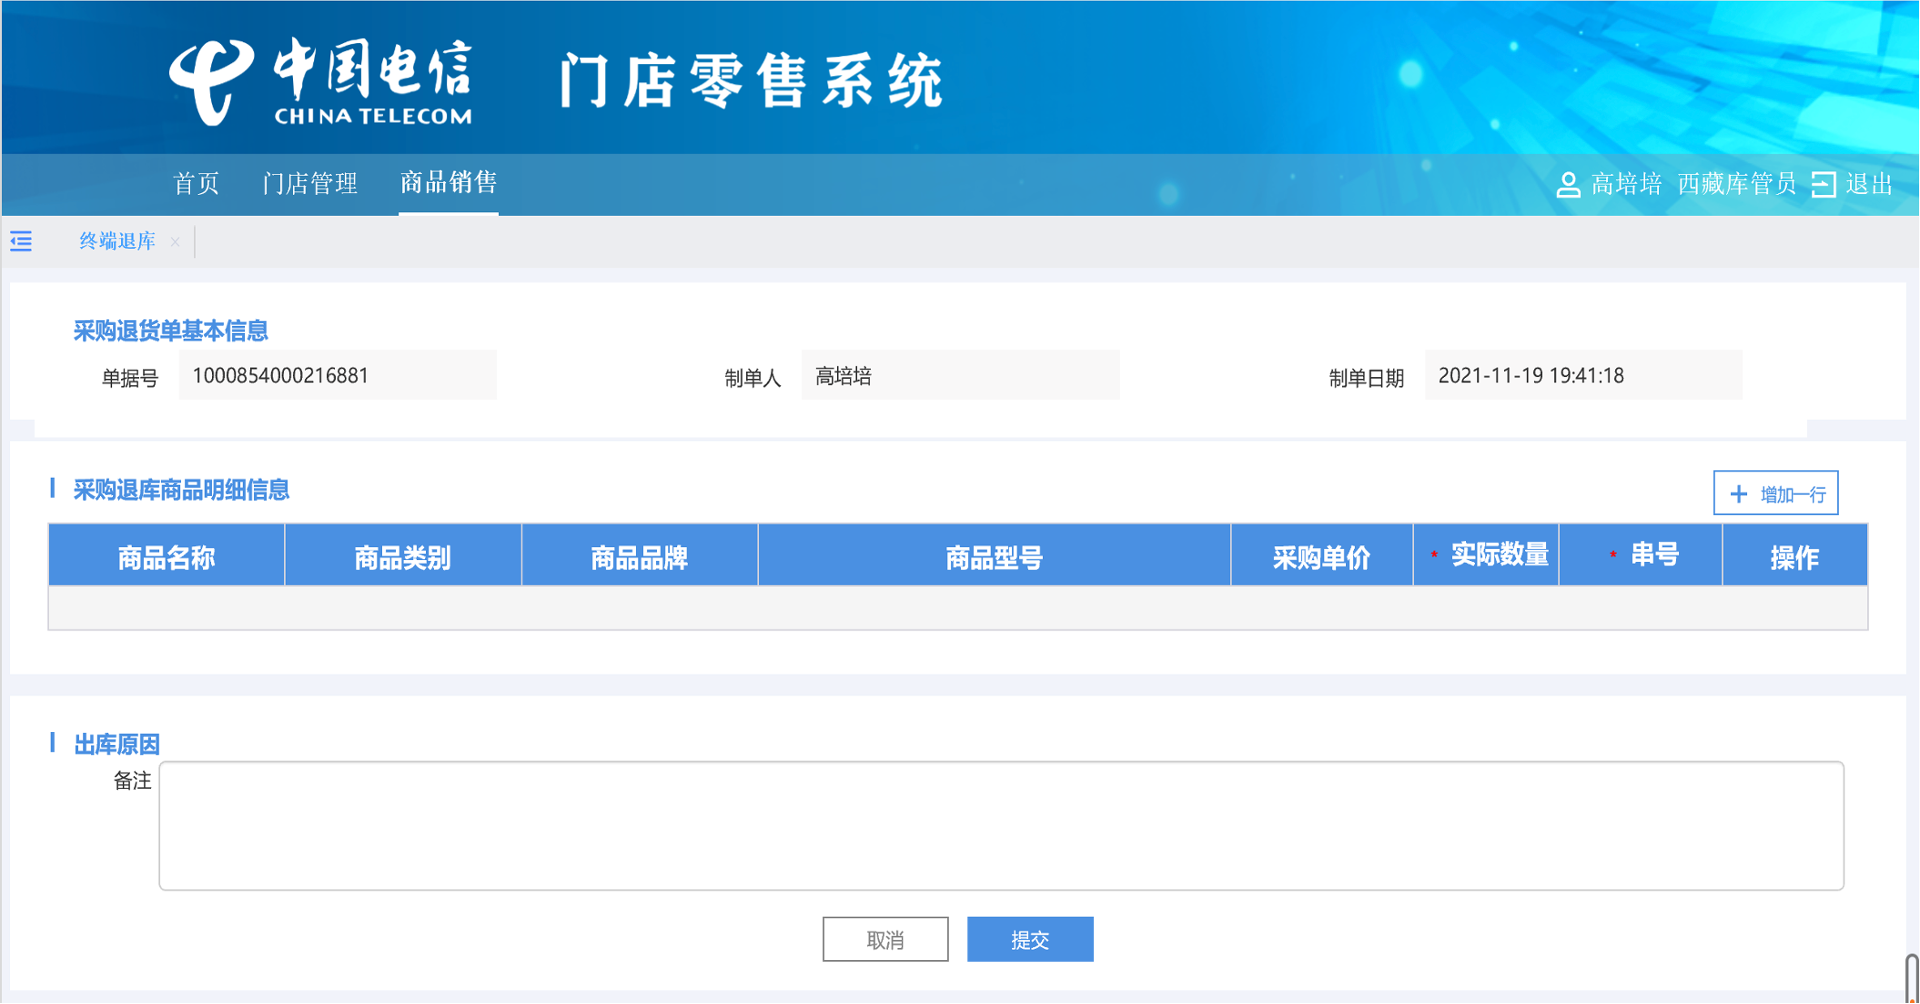 中国电信
CHINA TELECOM
门店零售系统
首页 门店管理 商品销售 高培培 西藏库管员 退出
终端退库 ×
采购退货单基本信息
单据号 1000854000216881 制单人 高培培 制单日期 2021-11-19 19:41:18
采购退库商品明细信息
+ 增加一行
商品名称 商品类别 商品品牌 商品型号 采购单价 * 实际数量 * 串号 操作
出库原因
备注
取消 提交